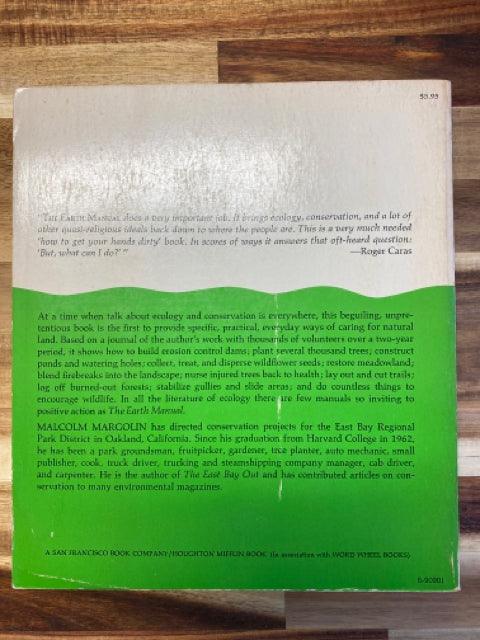 $5.95
"THE EARTH MANUAL does a very important job. It brings ecology, conservation, and a lot of
other quasi-religious ideals back down to where the people are. This is a very much needed
'how to get your hands dirty' book. In scores of ways it answers that oft-heard question:
'But, what can I do?' "
—Roger Caras
At a time when talk about ecology and conservation is everywhere, this beguiling, unpre-
tentious book is the first to provide specific, practical, everyday ways of caring for natural
land. Based on a journal of the author's work with thousands of volunteers over a two-year
period, it shows how to build erosion control dams; plant several thousand trees; construct
ponds and watering holes; collect, treat, and disperse wildflower seeds; restore meadowland;
blend firebreaks into the landscape; nurse injured trees back to health; lay out and cut trails;
log off burned-out forests; stabilize gullies and slide areas; and do countless things to
encourage wildlife. In all the literature of ecology there are few manuals so inviting to
positive action as The Earth Manual.
MALCOLM MARGOLIN has directed conservation projects for the East Bay Regional
Park District in Oakland, California. Since his graduation from Harvard College in 1962,
he has been a park groundsman, fruitpicker, gardener, tree planter, auto mechanic, small
publisher, cook, truck driver, trucking and steamshipping company manager, cab driver,
and carpenter. He is the author of The East Bay Out and has contributed articles on con-
servation to many environmental magazines.
A SAN FRANCISCO BOOK COMPANY/HOUGHTON MIFFLIN BOOK (in association with WORD WHEEL BOOKS).